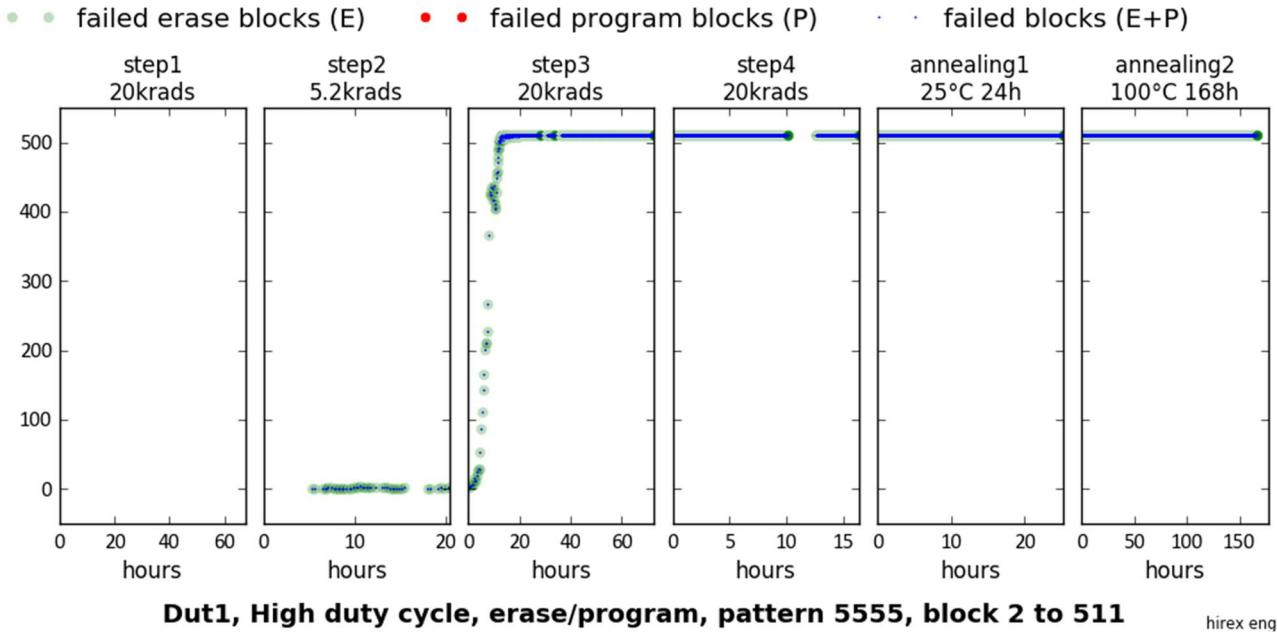 failed erase blocks (E) failed program blocks (P) failed blocks (E+P)
step1 step2 step3 step4 annealing1 annealing2
20krads 5.2krads 20krads 20krads 25°C 24h 100°C 168h
500
400
300
200
100
0
0 20 40 60 0 10 20 0 20 40 60 0 5 10 15 0 10 20 0 50 100 150
hours hours hours hours hours hours
Dut1, High duty cycle, erase/program, pattern 5555, block 2 to 511
hirex eng